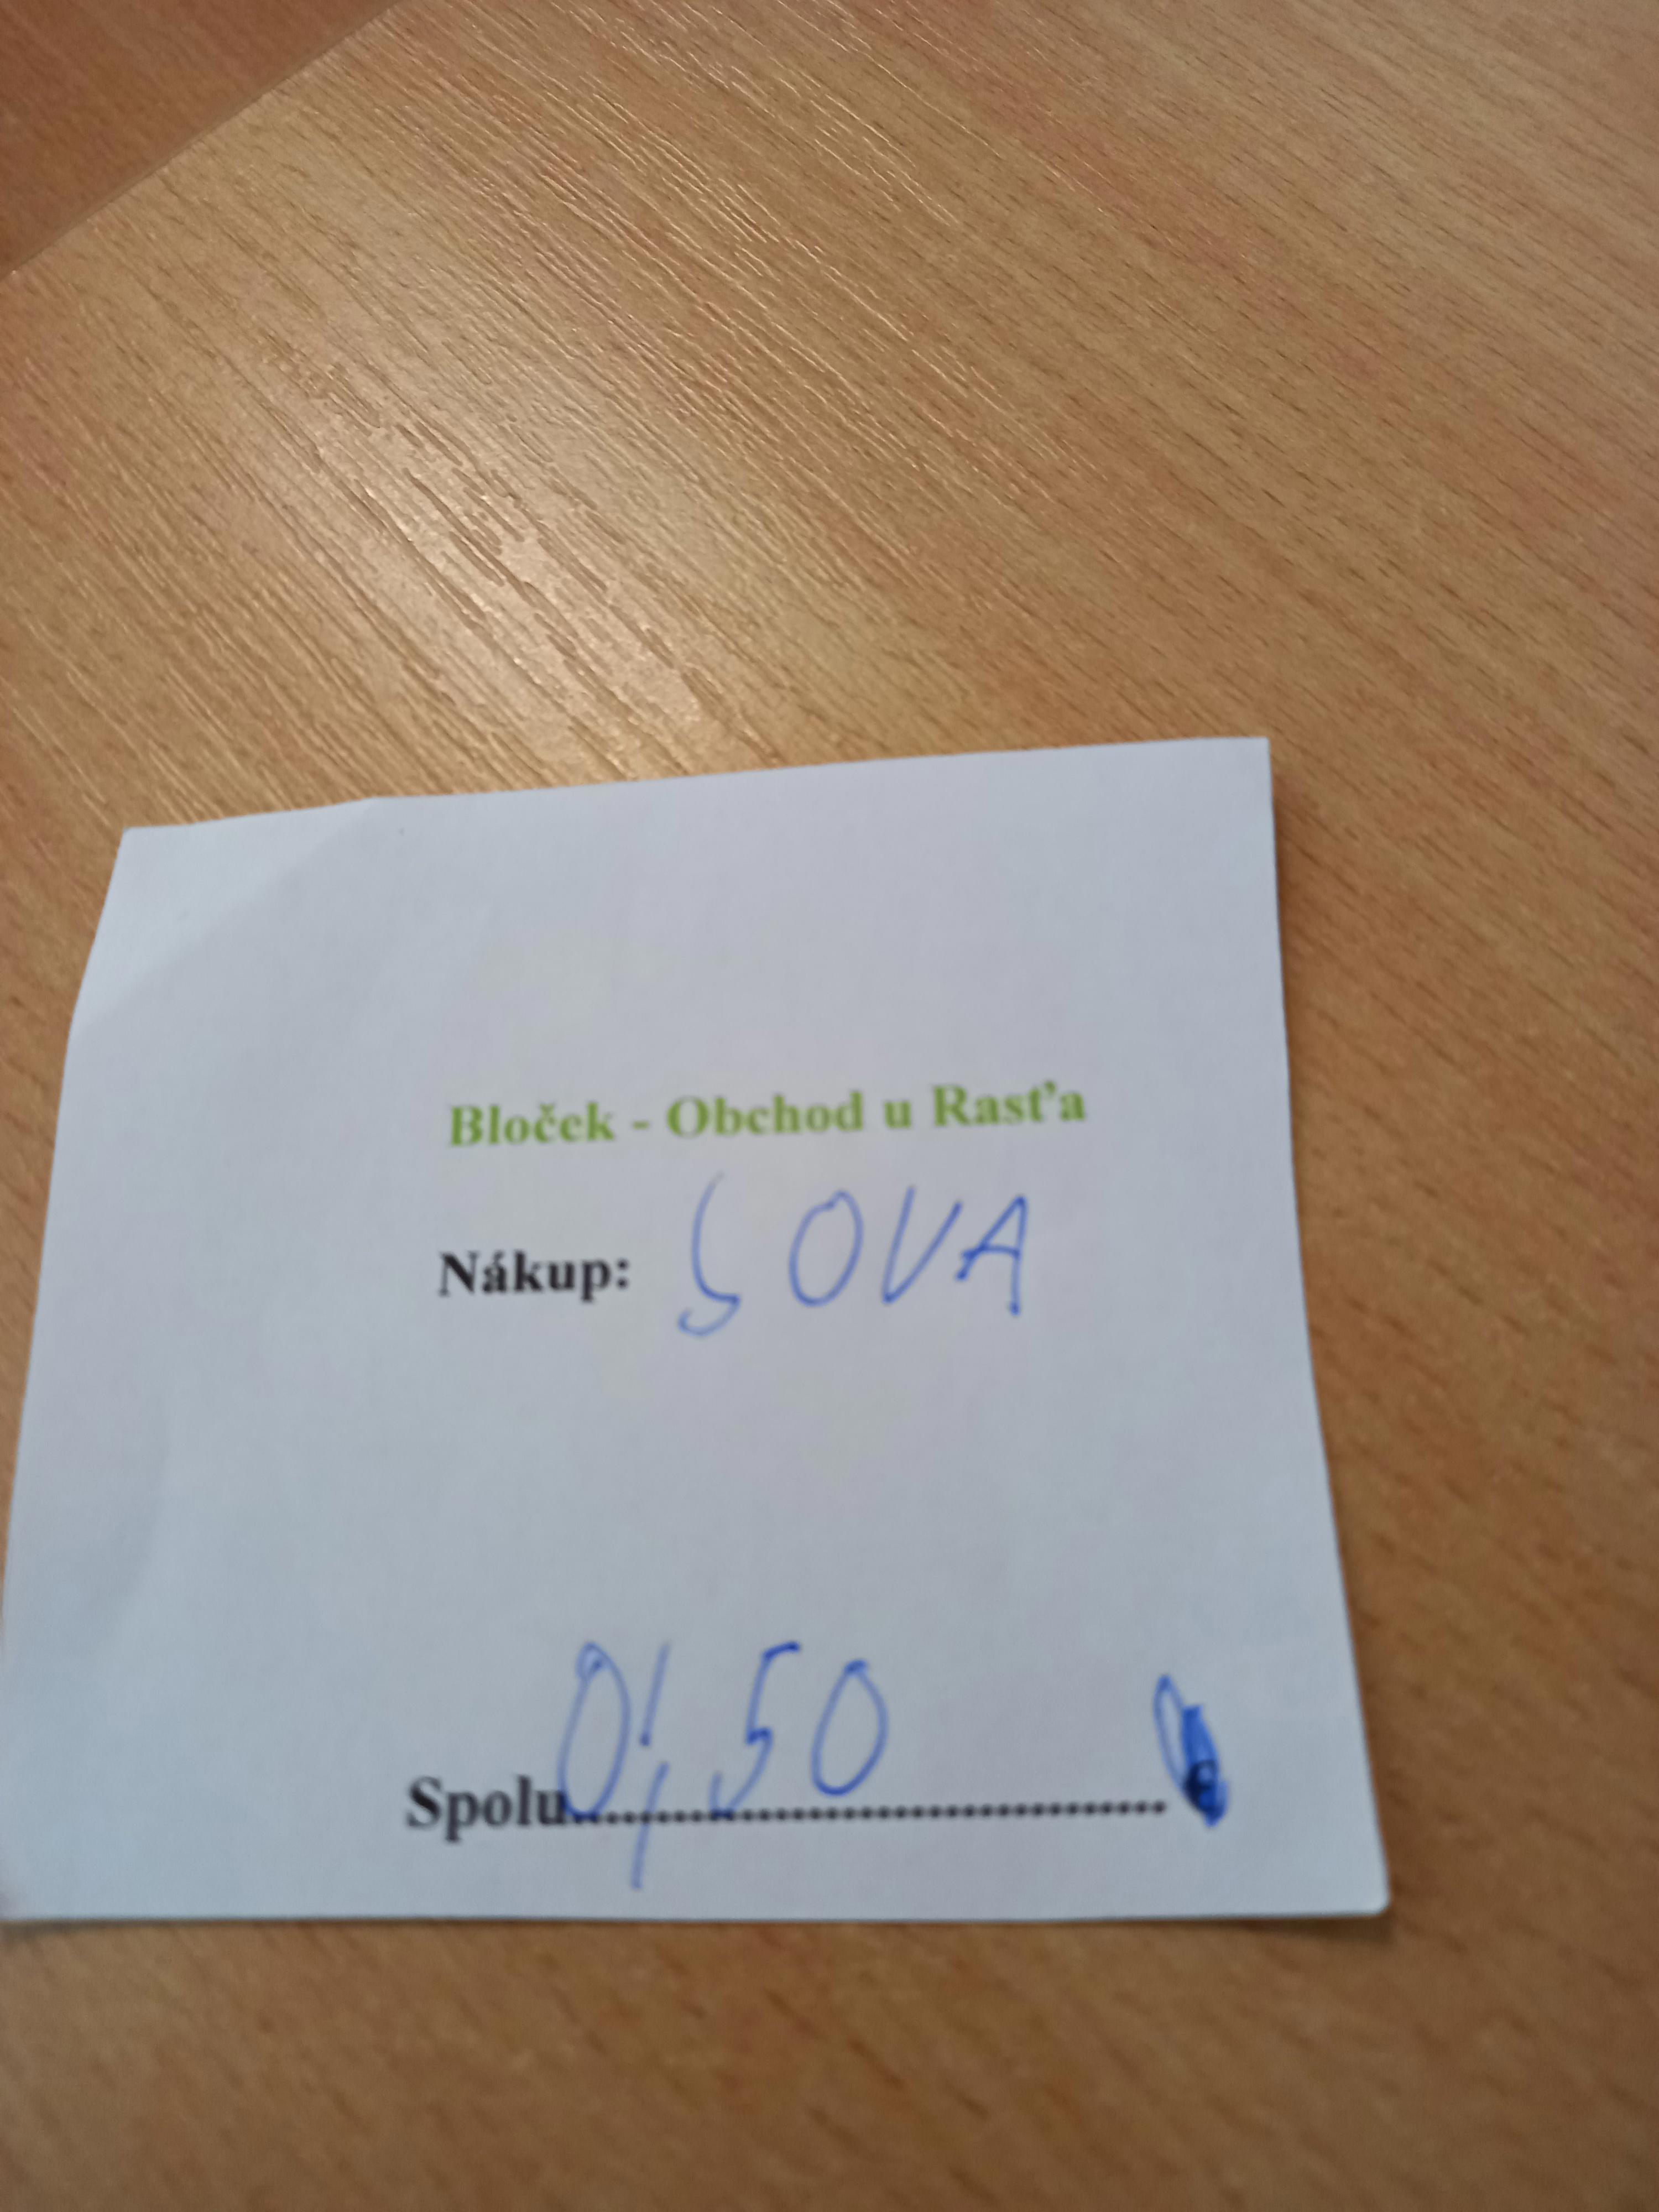 Bloček - Obchod u Rasťa
Nákup: SOVA
Spolu 0,50 ........................................ €